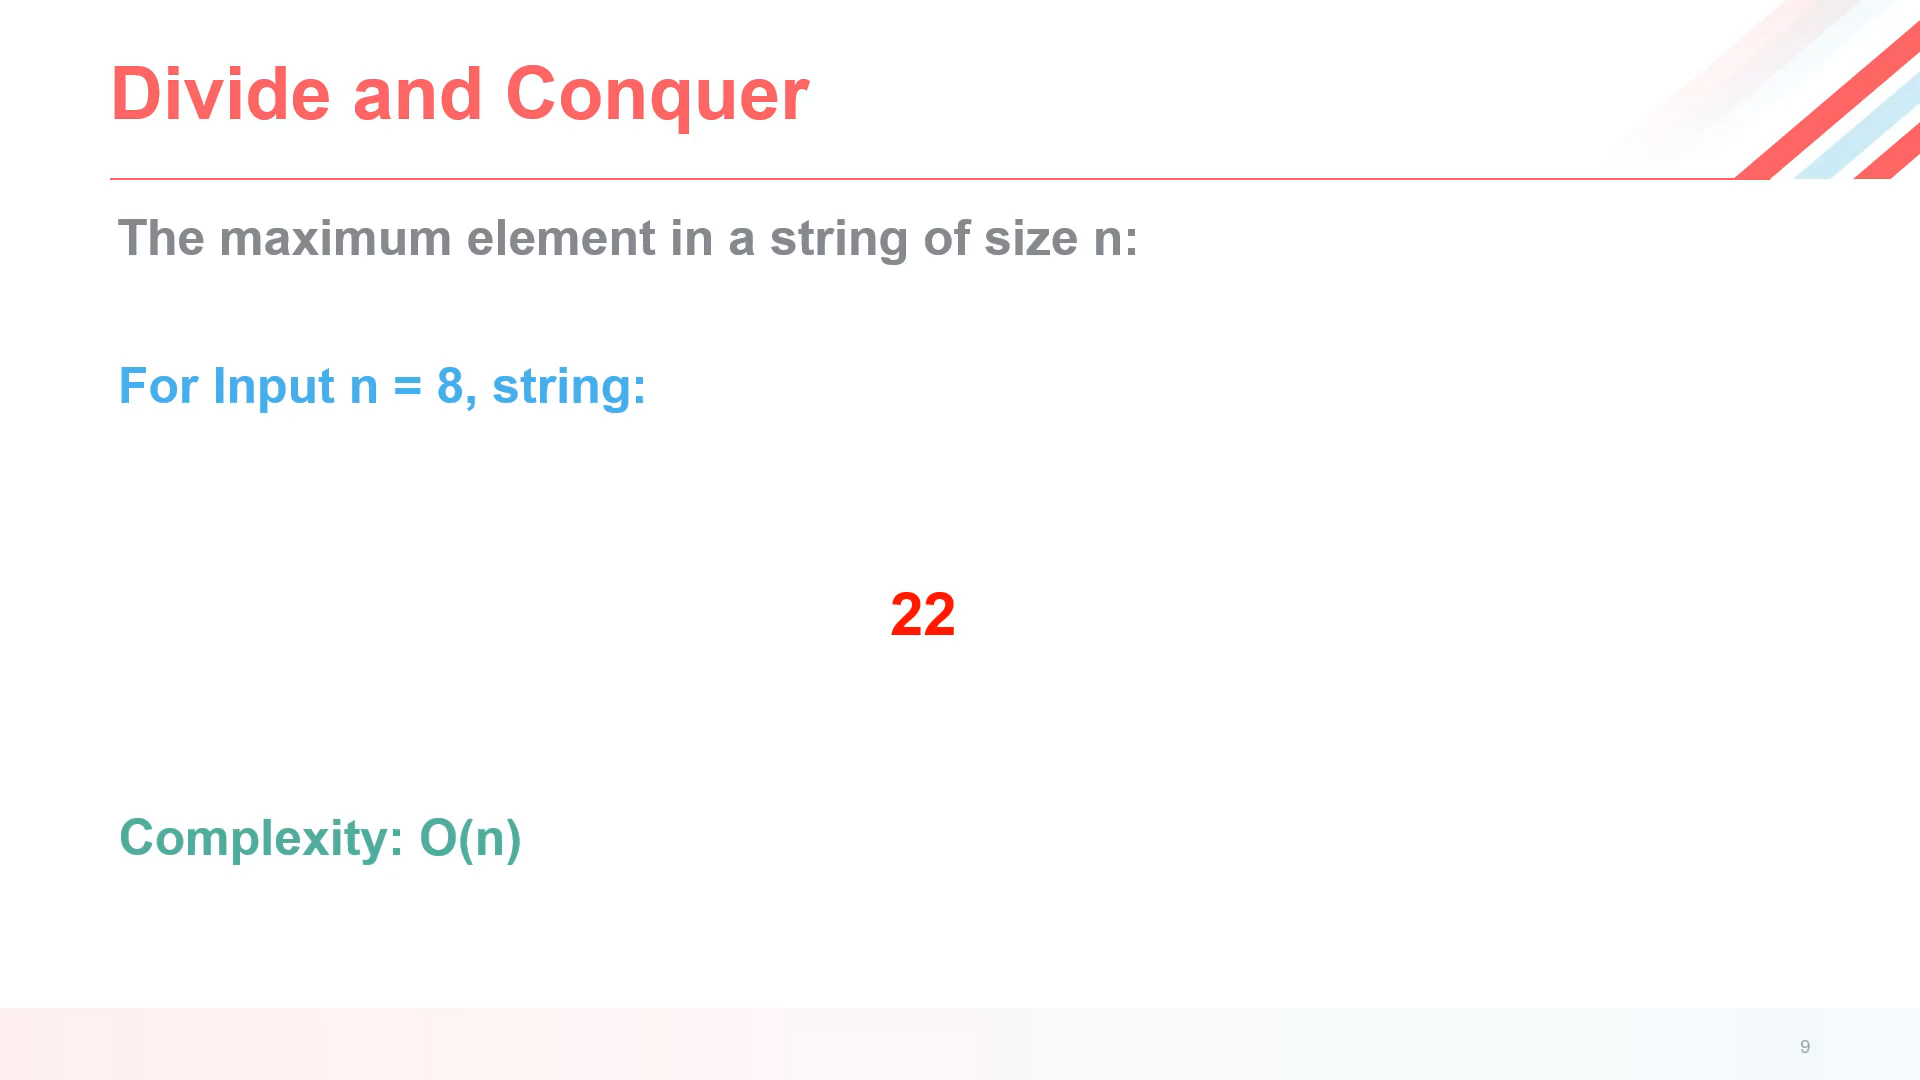 Divide and Conquer
The maximum element in a string of size n:
For Input n = 8, string:
22
Complexity: O(n)
9